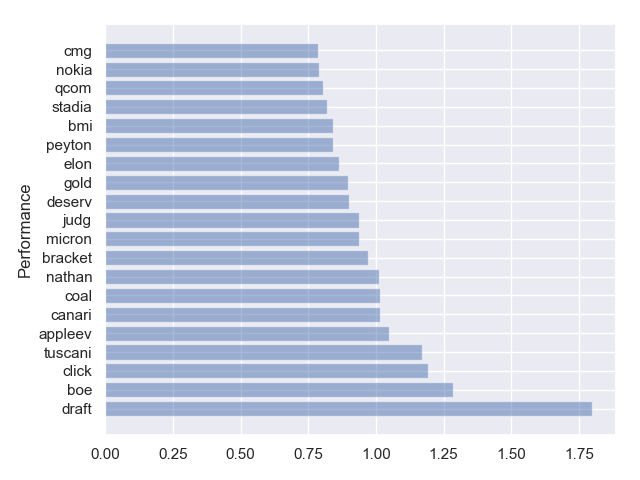 cmg
nokia
qcom
stadia
bmi
peyton
elon
gold
deserv
judg
micron
bracket
nathan
coal
canari
appleev
tuscani
click
boe
draft
Performance
0.00 0.25 0.50 0.75 1.00 1.25 1.50 1.75